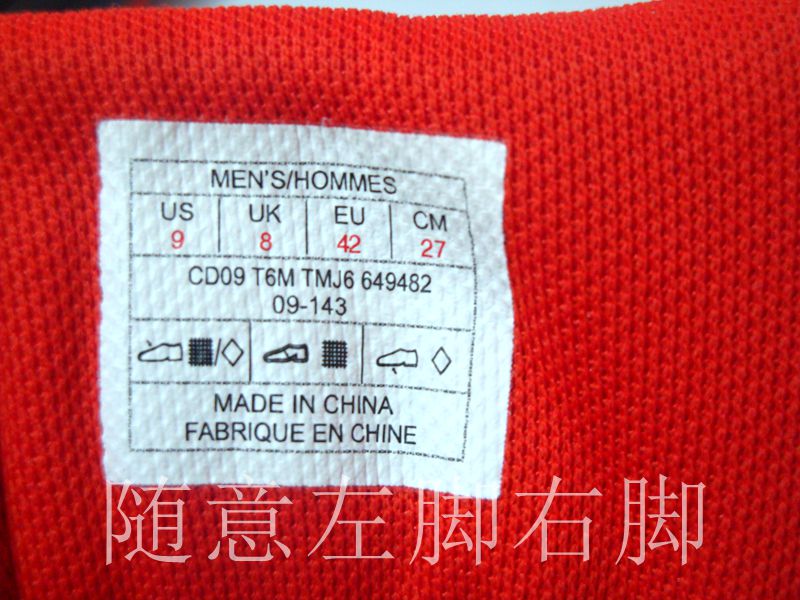 MEN'S/HOMMES
US UK EU CM
9 8 42 27
CD09 T6M TMJ6 649482
09-143
/
MADE IN CHINA
FABRIQUE EN CHINE
随意左脚右脚